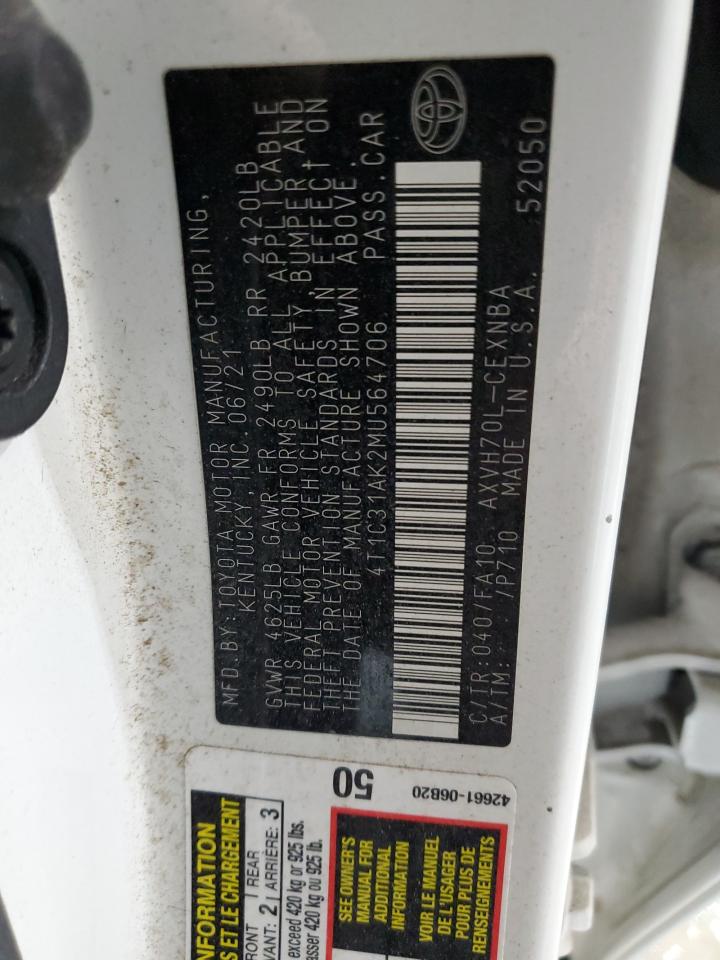 MFD.BY:TOYOTA MOTOR MANUFACTURING,
KENTUCKY, INC. 06/21
GVWR 4625LB GAWR FR 2490LB RR 2420LB
THIS VEHICLE CONFORMS TO ALL APPLICABLE
FEDERAL MOTOR VEHICLE SAFETY, BUMPER AND
THEFT PREVENTION STANDARDS IN EFFECT ON
THE DATE OF MANUFACTURE SHOWN ABOVE.
4T1C31AK2MU564706 PASS.CAR
C/TR:040/FA10 AXVH70L-CEXNBA
A/TM: /P710 MADE IN U.S.A. 52050
INFORMATION
S ET LE CHARGEMENT
FRONT 2 REAR 3
AVANT: ARRIÈRE:
exceed 420 kg or 925 lbs.
asser 420 kg ou 925 lb.
50
SEE OWNER'S
MANUAL FOR
ADDITIONAL
INFORMATION
VOIR LE MANUEL
DE L'USAGER
POUR PLUS DE
RENSEIGNEMENTS
42661-06B20